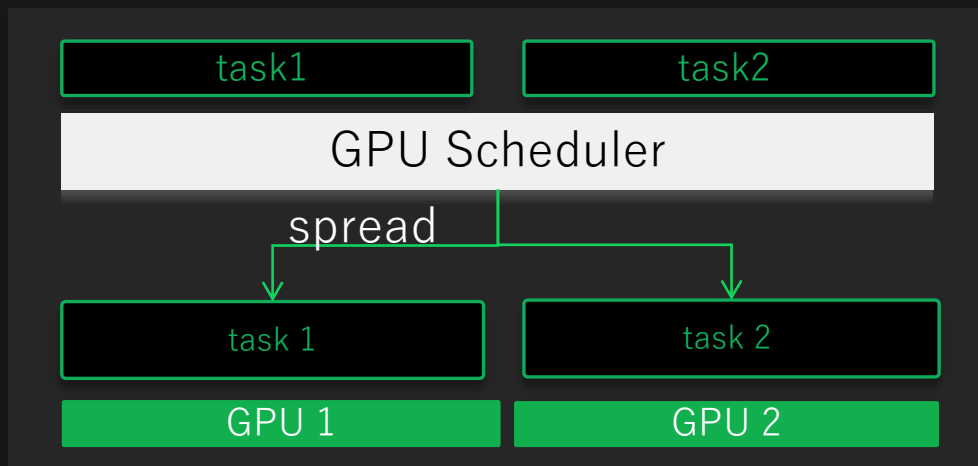 task1
task2
GPU Scheduler
spread
task 1
task 2
GPU 1
GPU 2